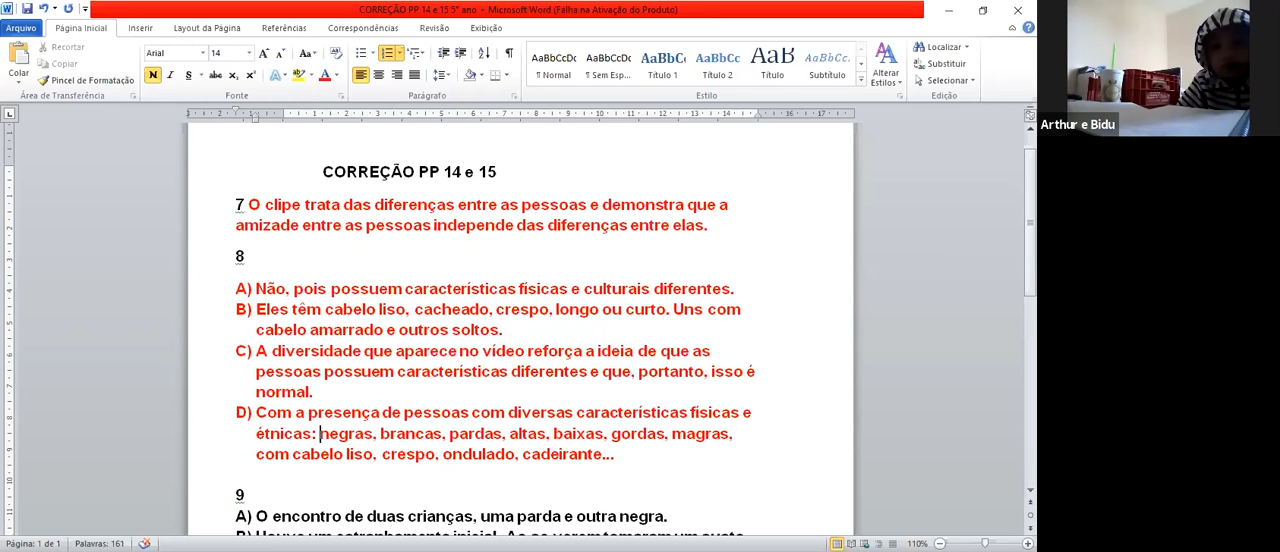 CORREÇÃO PP 14 e 15 5° ano - Microsoft Word (Falha na Ativação do Produto)
Arquivo Página Inicial Inserir Layout da Página Referências Correspondências Revisão Exibição
Colar
Recortar
Copiar
Pincel de Formatação
Área de Transferência
Arial 14
Fonte
Parágrafo
AaBbCcDc AaBbCcDc AaBbC AaBbCc AaB AaBbCc.
¶ Normal ¶ Sem Esp... Título 1 Título 2 Título Subtítulo
Alterar
Estilos
Estilo
Localizar
Substituir
Selecionar
Edição
Arthur e Bidu
CORREÇÃO PP 14 e 15
7 O clipe trata das diferenças entre as pessoas e demonstra que a
amizade entre as pessoas independe das diferenças entre elas.
8
A) Não, pois possuem características físicas e culturais diferentes.
B) Eles têm cabelo liso, cacheado, crespo, longo ou curto. Uns com
cabelo amarrado e outros soltos.
C) A diversidade que aparece no vídeo reforça a ideia de que as
pessoas possuem características diferentes e que, portanto, isso é
normal.
D) Com a presença de pessoas com diversas características físicas e
étnicas: negras, brancas, pardas, altas, baixas, gordas, magras,
com cabelo liso, crespo, ondulado, cadeirante...
9
A) O encontro de duas crianças, uma parda e outra negra.
Página: 1 de 1 Palavras: 161 110%